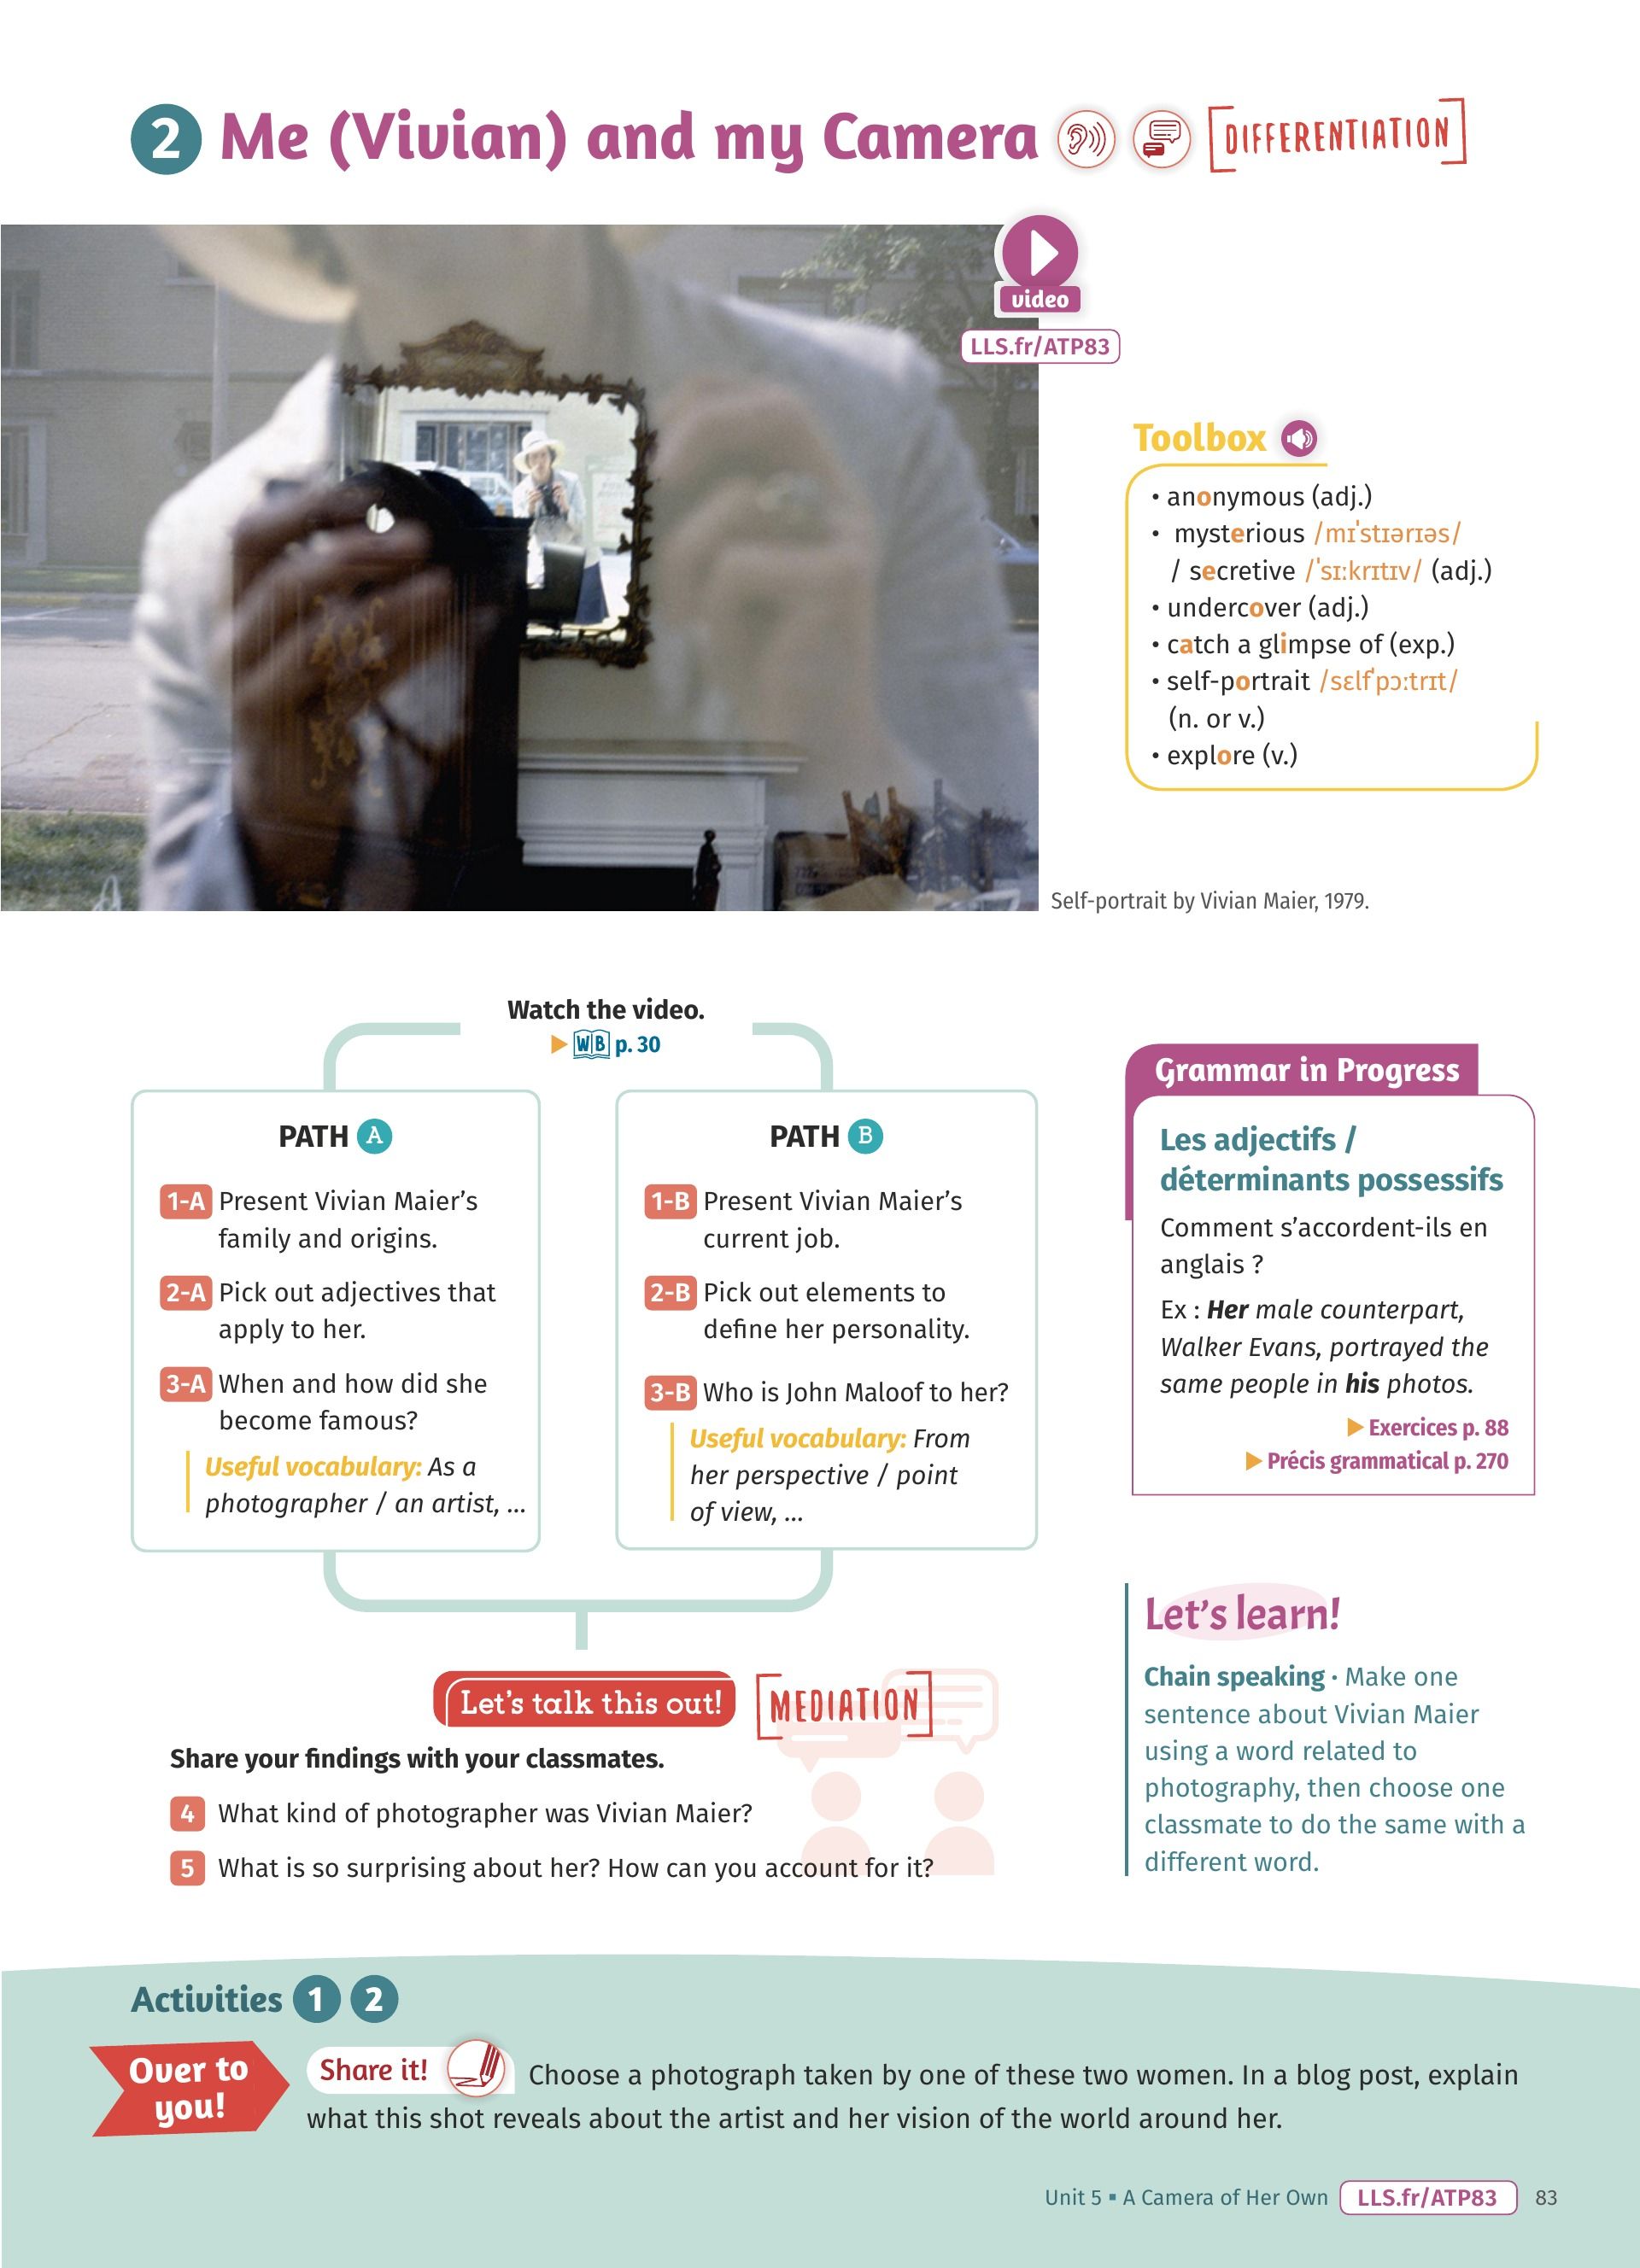 2 Me (Vivian) and my Camera
DIFFERENTIATION
video
LLS.fr/ATP83
Toolbox
• anonymous (adj.)
• mysterious /mɪˈstɪərɪəs/
/ secretive /ˈsɪːkrɪtɪv/ (adj.)
• undercover (adj.)
• catch a glimpse of (exp.)
• self-portrait /sɛlfˈpɔːtrɪt/
(n. or v.)
• explore (v.)
Self-portrait by Vivian Maier, 1979.
Watch the video.
WB p. 30
PATH A
1-A Present Vivian Maier’s
family and origins.
2-A Pick out adjectives that
apply to her.
3-A When and how did she
become famous?
Useful vocabulary: As a
photographer / an artist, ...
PATH B
1-B Present Vivian Maier’s
current job.
2-B Pick out elements to
define her personality.
3-B Who is John Maloof to her?
Useful vocabulary: From
her perspective / point
of view, ...
Grammar in Progress
Les adjectifs /
déterminants possessifs
Comment s’accordent-ils en
anglais ?
Ex : Her male counterpart,
Walker Evans, portrayed the
same people in his photos.
Exercices p. 88
Précis grammatical p. 270
Let’s talk this out!
MEDIATION
Share your findings with your classmates.
4 What kind of photographer was Vivian Maier?
5 What is so surprising about her? How can you account for it?
Let’s learn!
Chain speaking • Make one
sentence about Vivian Maier
using a word related to
photography, then choose one
classmate to do the same with a
different word.
Activities 1 2
Over to
you!
Share it! Choose a photograph taken by one of these two women. In a blog post, explain
what this shot reveals about the artist and her vision of the world around her.
Unit 5 ▪ A Camera of Her Own LLS.fr/ATP83 83